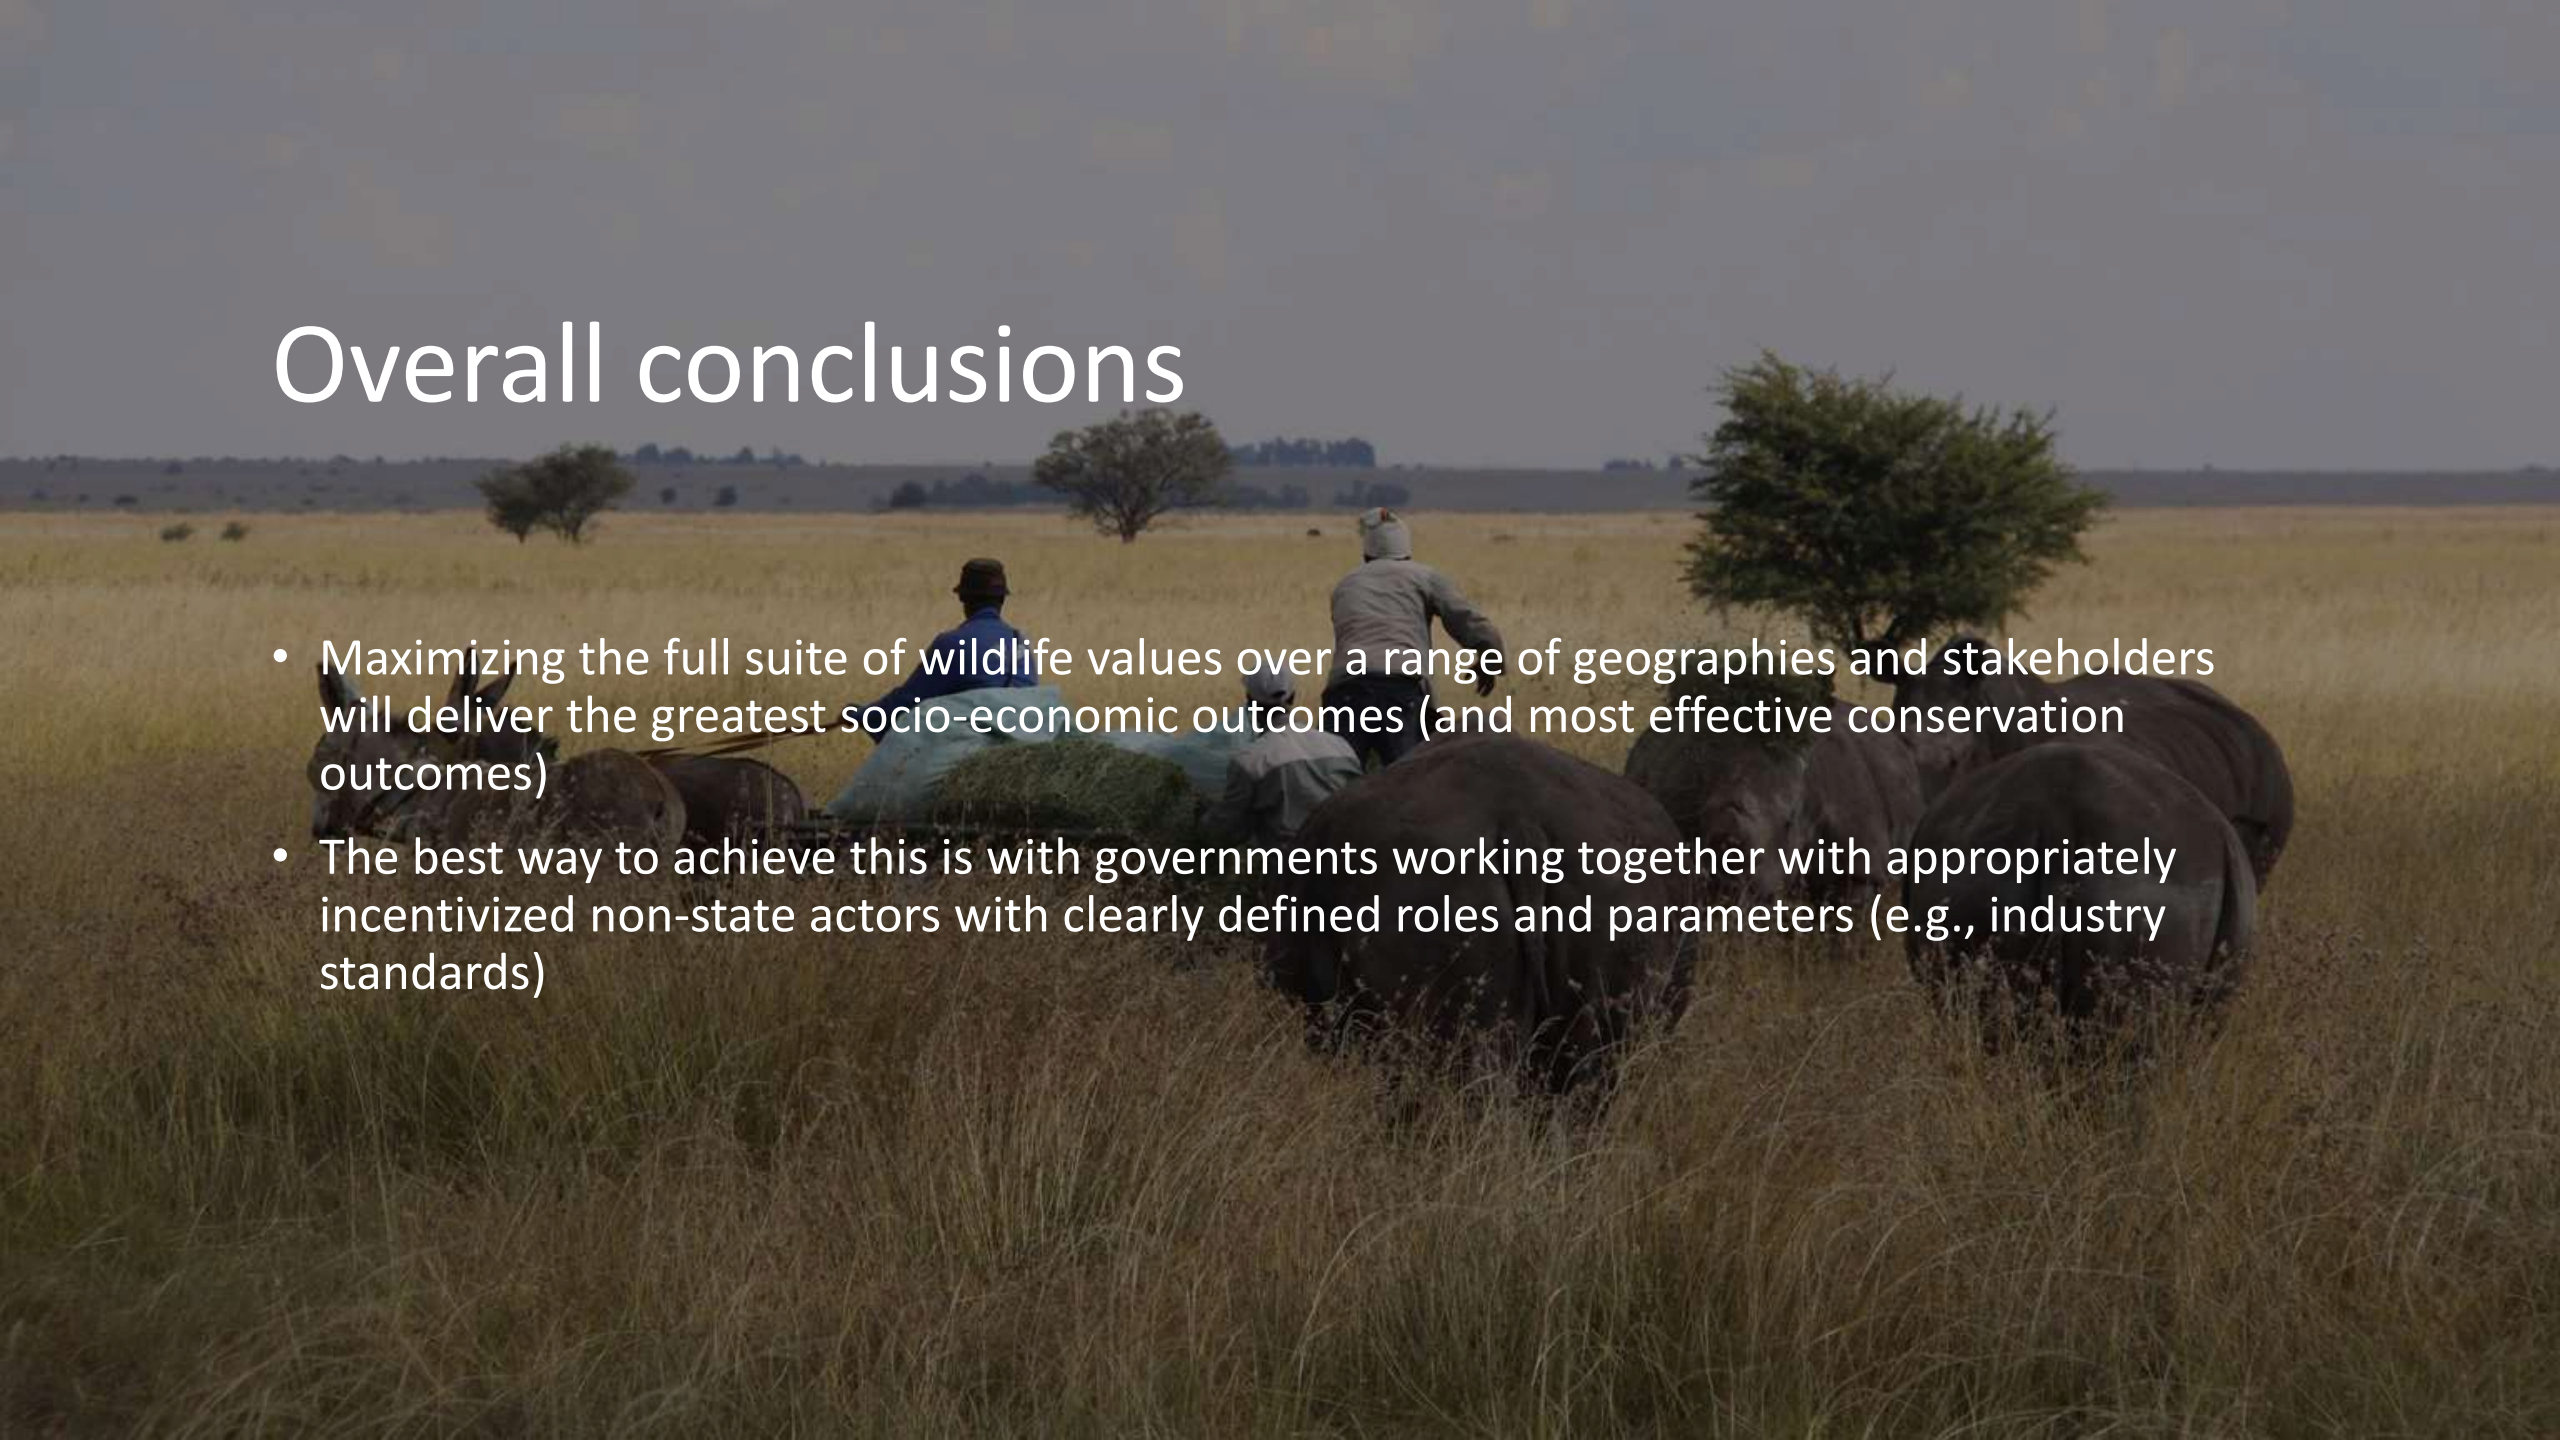 Overall conclusions
• Maximizing the full suite of wildlife values over a range of geographies and stakeholders
will deliver the greatest socio-economic outcomes (and most effective conservation
outcomes)
• The best way to achieve this is with governments working together with appropriately
incentivized non-state actors with clearly defined roles and parameters (e.g., industry
standards)